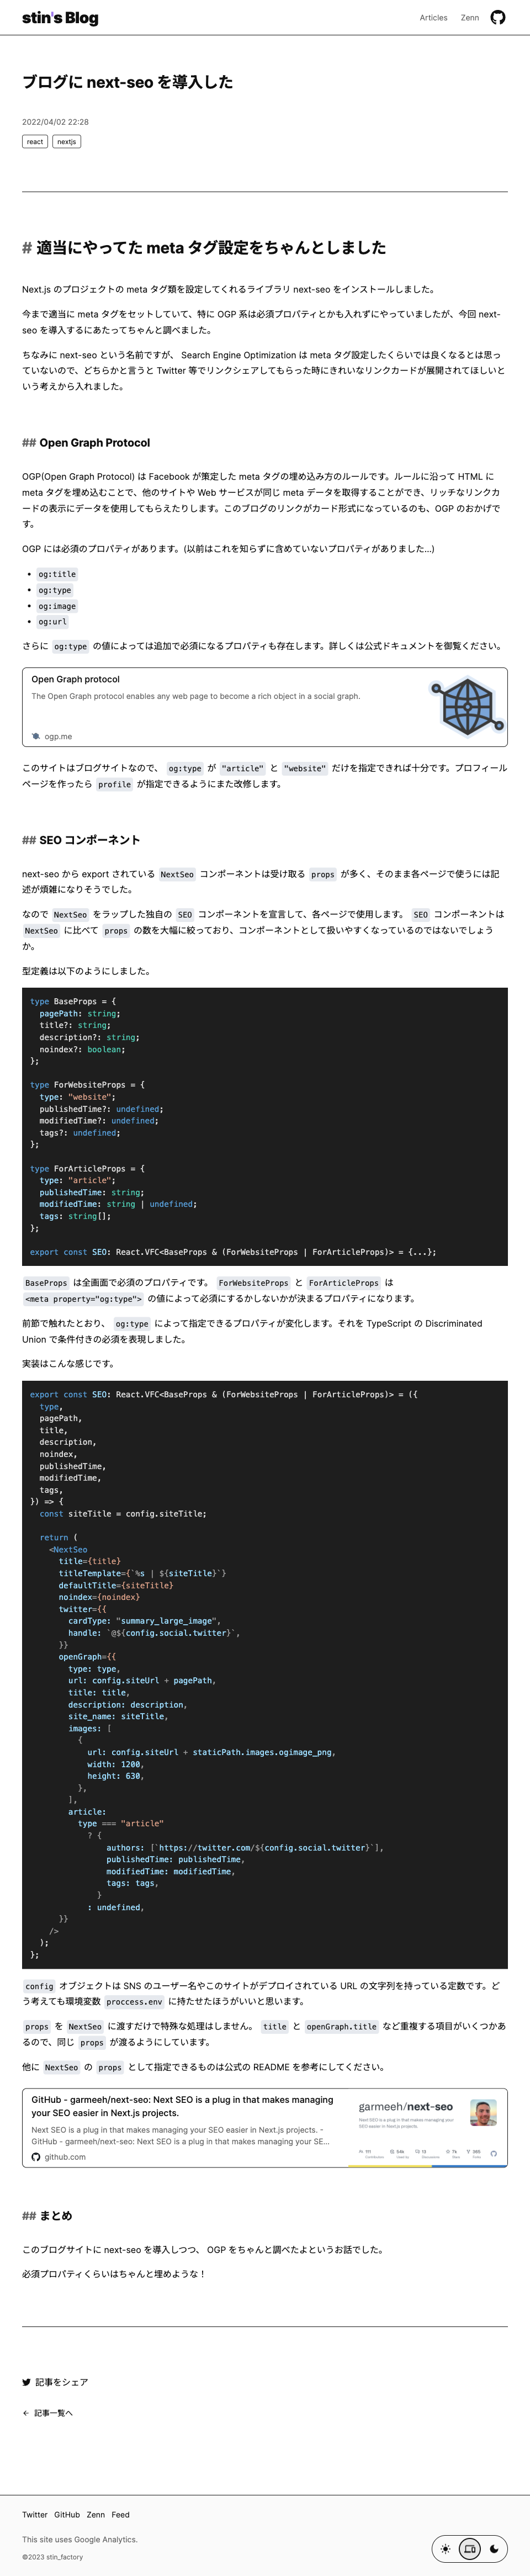 stin's Blog
Articles
Zenn
ブログに next-seo を導入した
2022/04/02 22:28
react
nextjs
# 適当にやってた meta タグ設定をちゃんとしました
Next.js のプロジェクトの meta タグ類を設定してくれるライブラリ next-seo をインストールしました。
今まで適当に meta タグをセットしていて、特に OGP 系は必須プロパティとかも入れずにやっていましたが、今回 next-
seo を導入するにあたってちゃんと調べました。
ちなみに next-seo という名前ですが、 Search Engine Optimization は meta タグ設定したくらいでは良くなるとは思っ
ていないので、どちらかと言うと Twitter 等でリンクシェアしてもらった時にきれいなリンクカードが展開されてほしいと
いう考えから入れました。
## Open Graph Protocol
OGP(Open Graph Protocol) は Facebook が策定した meta タグの埋め込み方のルールです。ルールに沿って HTML に
meta タグを埋め込むことで、他のサイトや Web サービスが同じ meta データを取得することができ、リッチなリンクカ
ードの表示にデータを使用してもらえたりします。このブログのリンクがカード形式になっているのも、OGP のおかげで
す。
OGP には必須のプロパティがあります。(以前はこれを知らずに含めていないプロパティがありました...)
• og:title
• og:type
• og:image
• og:url
さらに og:type の値によっては追加で必須になるプロパティも存在します。詳しくは公式ドキュメントを御覧ください。
Open Graph protocol
The Open Graph protocol enables any web page to become a rich object in a social graph.
ogp.me
このサイトはブログサイトなので、 og:type が "article" と "website" だけを指定できれば十分です。プロフィール
ページを作ったら profile が指定できるようにまた改修します。
## SEO コンポーネント
next-seo から export されている NextSeo コンポーネントは受け取る props が多く、そのまま各ページで使うには記
述が煩雑になりそうでした。
なので NextSeo をラップした独自の SEO コンポーネントを宣言して、各ページで使用します。 SEO コンポーネントは
NextSeo に比べて props の数を大幅に絞っており、コンポーネントとして扱いやすくなっているのではないでしょう
か。
型定義は以下のようにしました。
type BaseProps = {
  pagePath: string;
  title?: string;
  description?: string;
  noindex?: boolean;
};
type ForWebsiteProps = {
  type: "website";
  publishedTime?: undefined;
  modifiedTime?: undefined;
  tags?: undefined;
};
type ForArticleProps = {
  type: "article";
  publishedTime: string;
  modifiedTime: string | undefined;
  tags: string[];
};
export const SEO: React.VFC<BaseProps & (ForWebsiteProps | ForArticleProps)> = {...};
BaseProps は全画面で必須のプロパティです。 ForWebsiteProps と ForArticleProps は
<meta property="og:type"> の値によって必須にするかしないかが決まるプロパティになります。
前節で触れたとおり、 og:type によって指定できるプロパティが変化します。それを TypeScript の Discriminated
Union で条件付きの必須を表現しました。
実装はこんな感じです。
export const SEO: React.VFC<BaseProps & (ForWebsiteProps | ForArticleProps)> = ({
  type,
  pagePath,
  title,
  description,
  noindex,
  publishedTime,
  modifiedTime,
  tags,
}) => {
  const siteTitle = config.siteTitle;
  return (
    <NextSeo
      title={title}
      titleTemplate={`%s | ${siteTitle}`}
      defaultTitle={siteTitle}
      noindex={noindex}
      twitter={{
        cardType: "summary_large_image",
        handle: `@${config.social.twitter}`,
      }}
      openGraph={{
        type: type,
        url: config.siteUrl + pagePath,
        title: title,
        description: description,
        site_name: siteTitle,
        images: [
          {
            url: config.siteUrl + staticPath.images.ogimage_png,
            width: 1200,
            height: 630,
          },
        ],
        article:
          type === "article"
            ? {
                authors: [`https://twitter.com/${config.social.twitter}`],
                publishedTime: publishedTime,
                modifiedTime: modifiedTime,
                tags: tags,
              }
            : undefined,
      }}
    />
  );
};
config オブジェクトは SNS のユーザー名やこのサイトがデプロイされている URL の文字列を持っている定数です。ど
う考えても環境変数 proccess.env に持たせたほうがいいと思います。
props を NextSeo に渡すだけで特殊な処理はしません。 title と openGraph.title など重複する項目がいくつかあ
るので、同じ props が渡るようにしています。
他に NextSeo の props として指定できるものは公式の README を参考にしてください。
GitHub - garmeeh/next-seo: Next SEO is a plug in that makes managing
your SEO easier in Next.js projects.
Next SEO is a plug in that makes managing your SEO easier in Next.js projects. -
GitHub - garmeeh/next-seo: Next SEO is a plug in that makes managing your SE...
github.com
garmeeh/next-seo
Next SEO is a plug in that makes managing your
SEO easier in Next.js projects.
## まとめ
このブログサイトに next-seo を導入しつつ、 OGP をちゃんと調べたよというお話でした。
必須プロパティくらいはちゃんと埋めような！
記事をシェア
← 記事一覧へ
Twitter
GitHub
Zenn
Feed
This site uses Google Analytics.
©2023 stin_factory